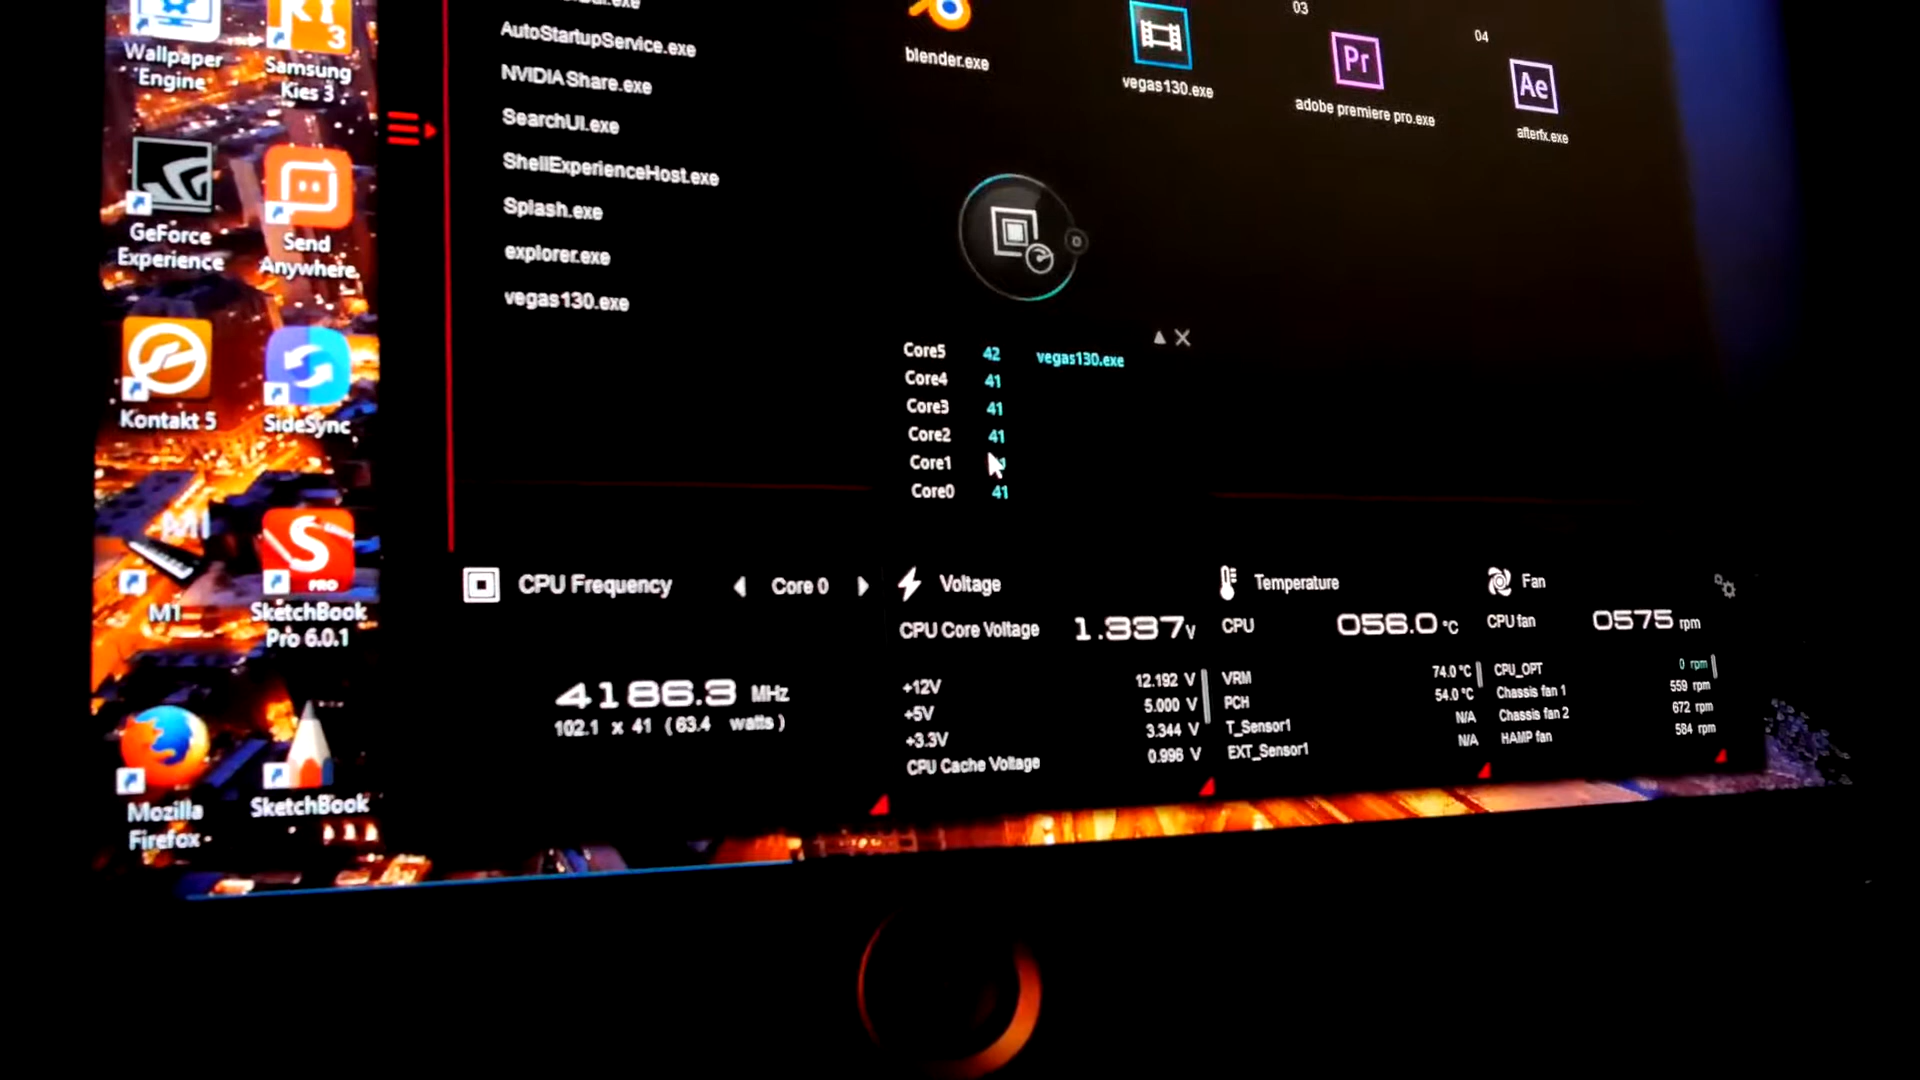 Wallpaper
Engine
Samsung
Kies 3
GeForce
Experience
Send
Anywhere
Kontakt 5
SideSync
M1
M1
S
PRO
SketchBook
Pro 6.0.1
Mozilla
Firefox
SketchBook
AutoStartupService.exe
NVIDIA Share.exe
SearchUI.exe
ShellExperienceHost.exe
Splash.exe
explorer.exe
vegas130.exe
blender.exe
vegas130.exe
03
Pr
adobe premiere pro.exe
04
Ae
afterfx.exe
Core5 42 vegas130.exe
Core4 41
Core3 41
Core2 41
Core1
Core0 41
CPU Frequency Core 0
4186.3 MHz
102.1 x 41 (63.4 watts)
Voltage
CPU Core Voltage 1.337 V
+12V 12.192 V
+5V 5.000 V
+3.3V 3.344 V
CPU Cache Voltage 0.996 V
Temperature
CPU 056.0 °C
VRM 74.0 °C
PCH 54.0 °C
T_Sensor1 N/A
EXT_Sensor1 N/A
Fan
CPU fan 0575 rpm
CPU_OPT 0 rpm
Chassis fan 1 559 rpm
Chassis fan 2 672 rpm
HAMP fan 584 rpm